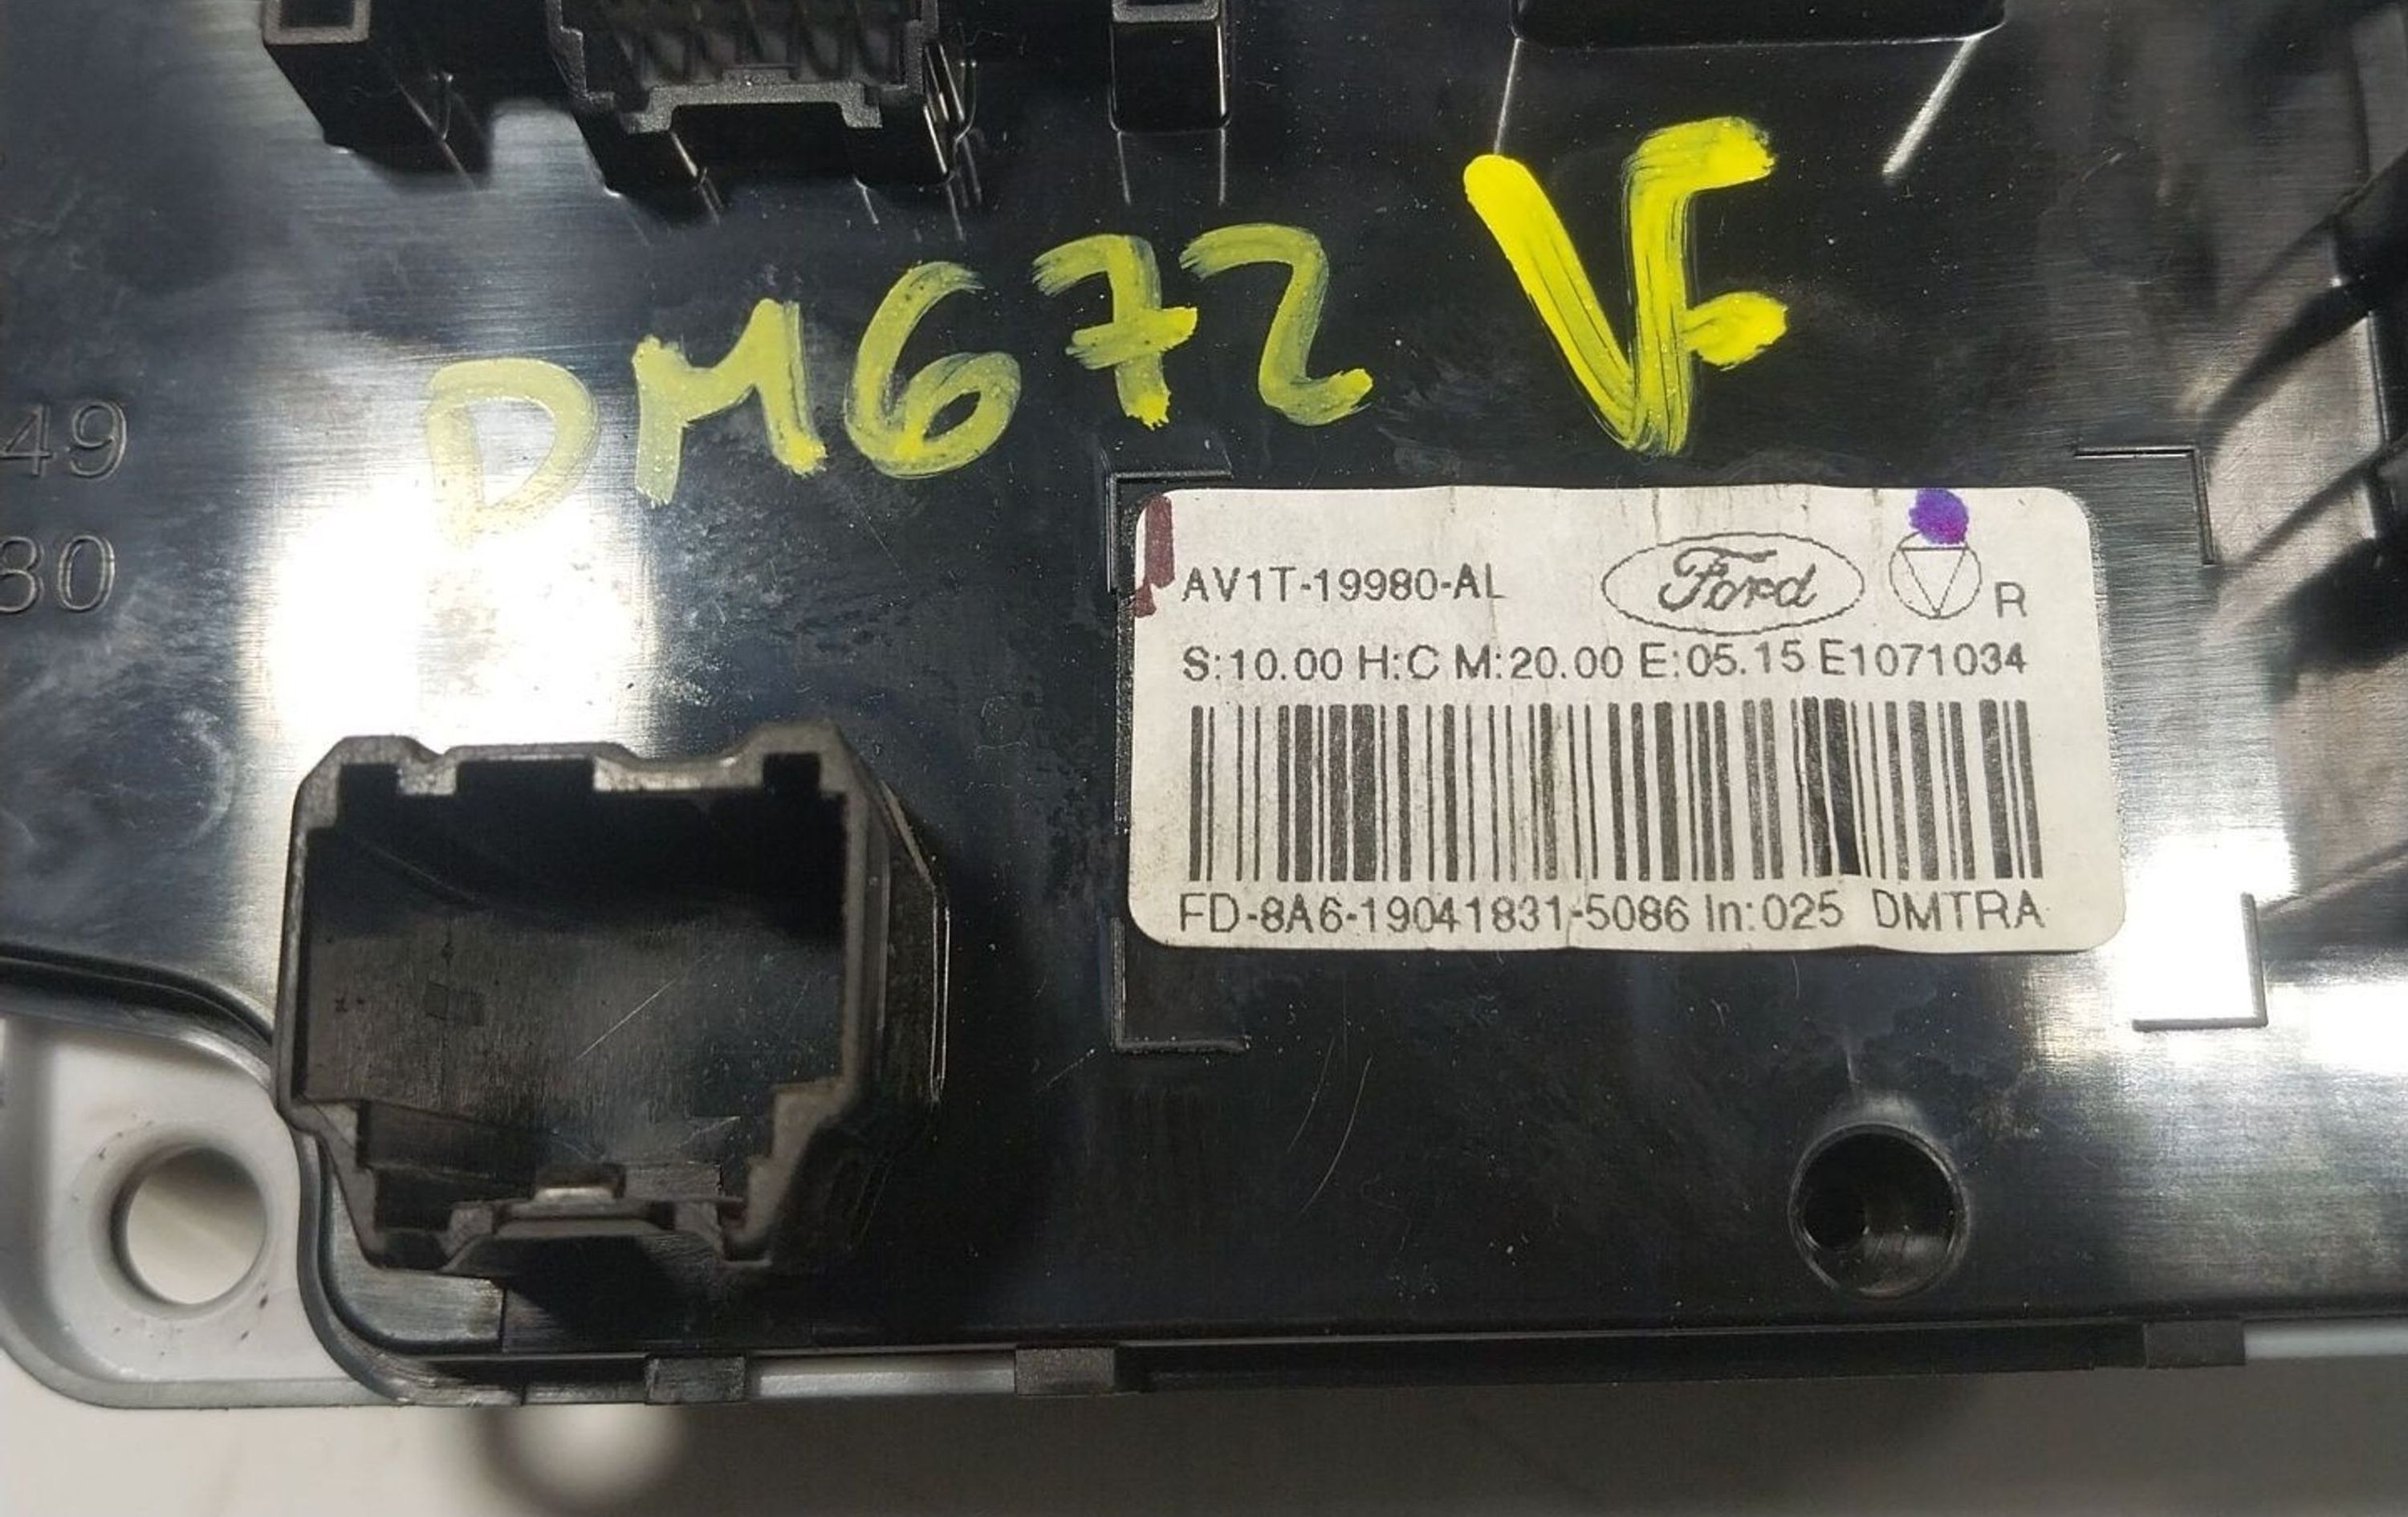 DM672 VF
49
80
AV1T-19980-AL Ford R
S:10.00 H:C M:20.00 E:05.15 E1071034
FD-8A6-19041831-5086 In:025 DMTRA